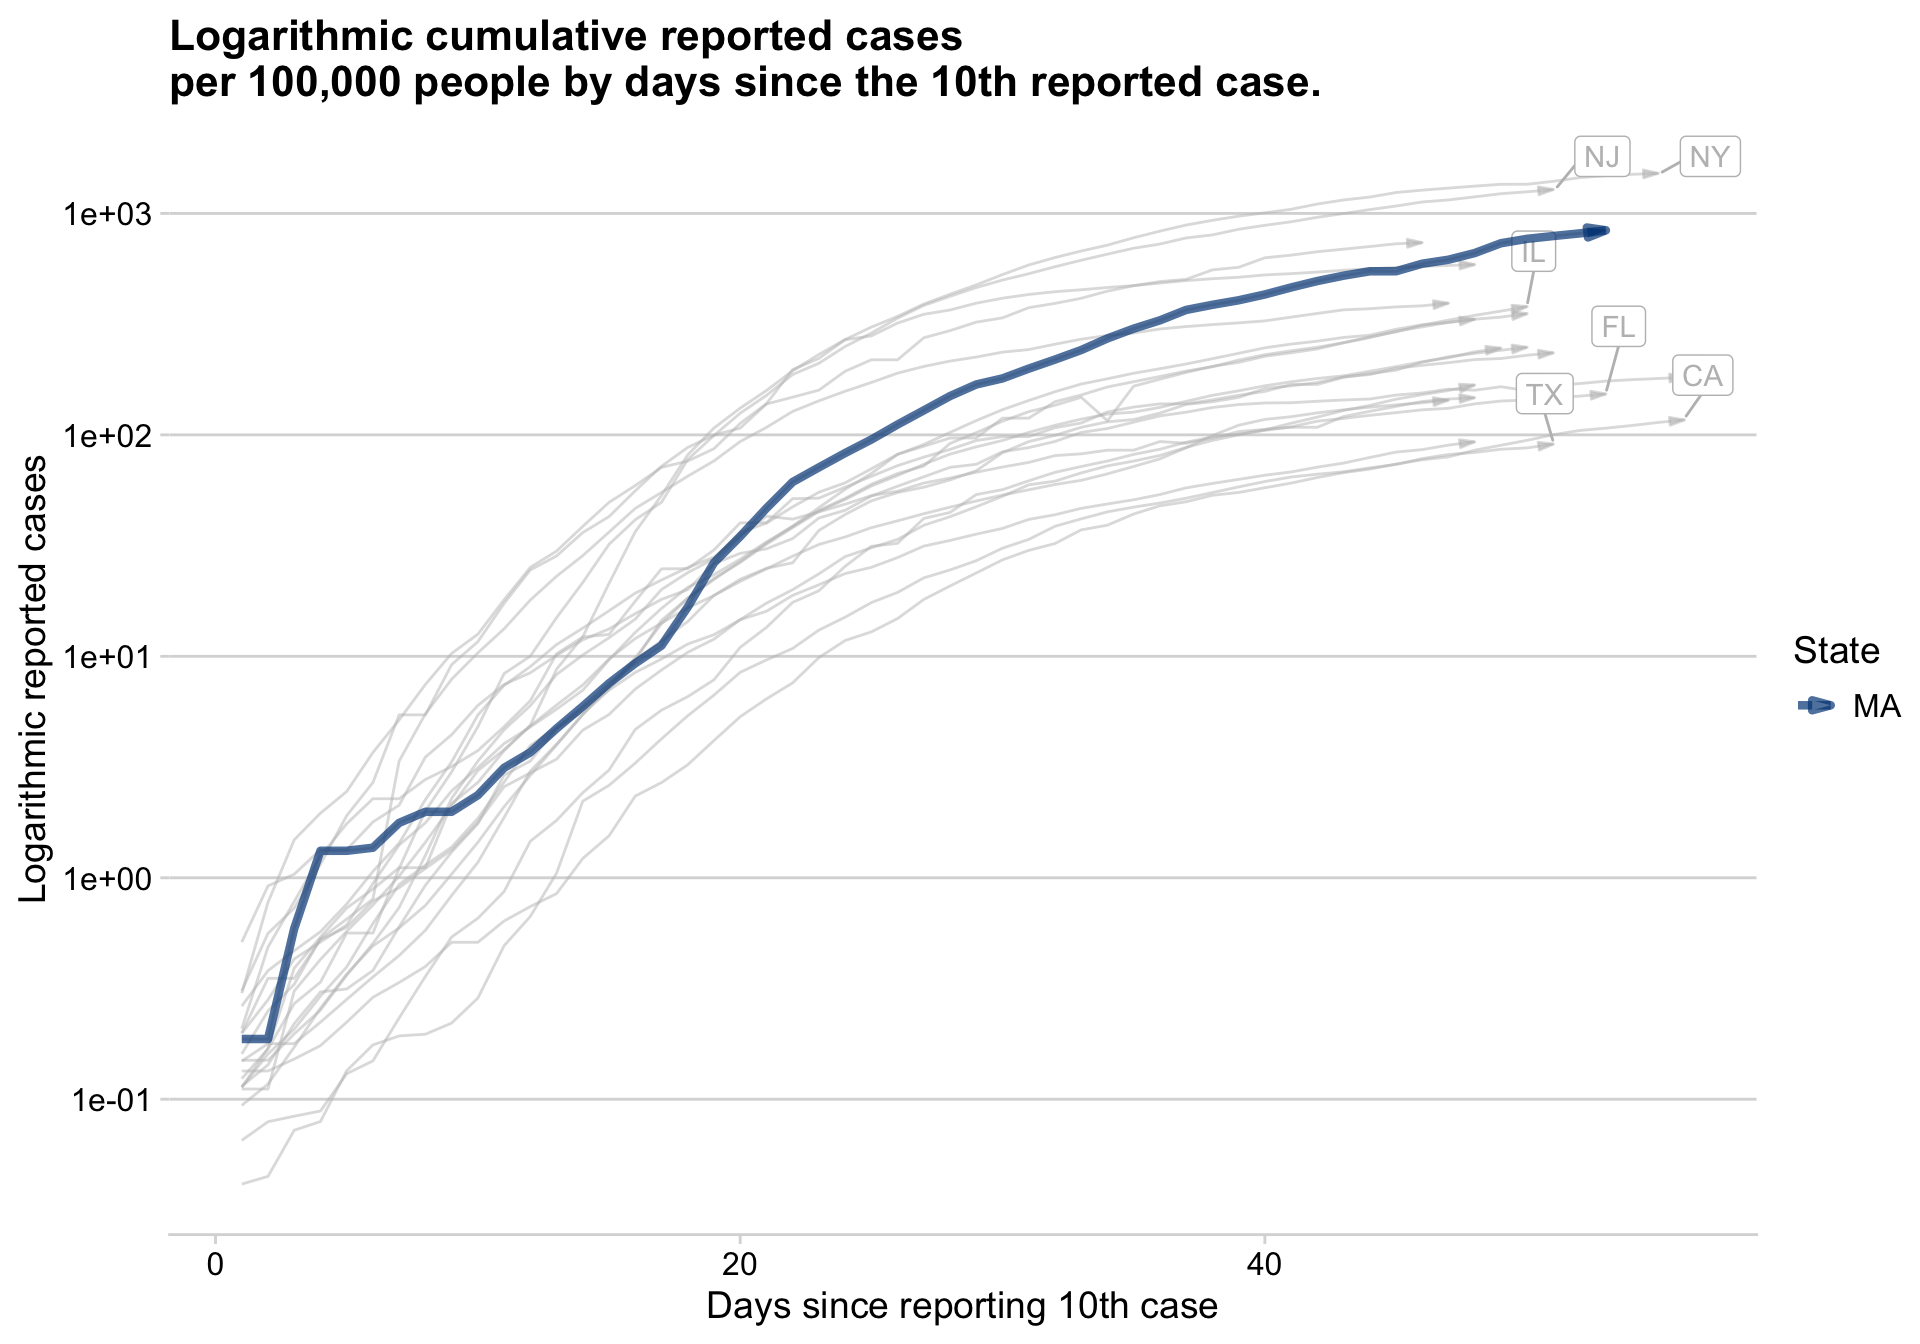 Logarithmic cumulative reported cases
per 100,000 people by days since the 10th reported case.
NJ
NY
1e+03
IL
FL
CA
TX
1e+02
Logarithmic reported cases
1e+01
State
MA
1e+00
1e-01
0
20
40
Days since reporting 10th case